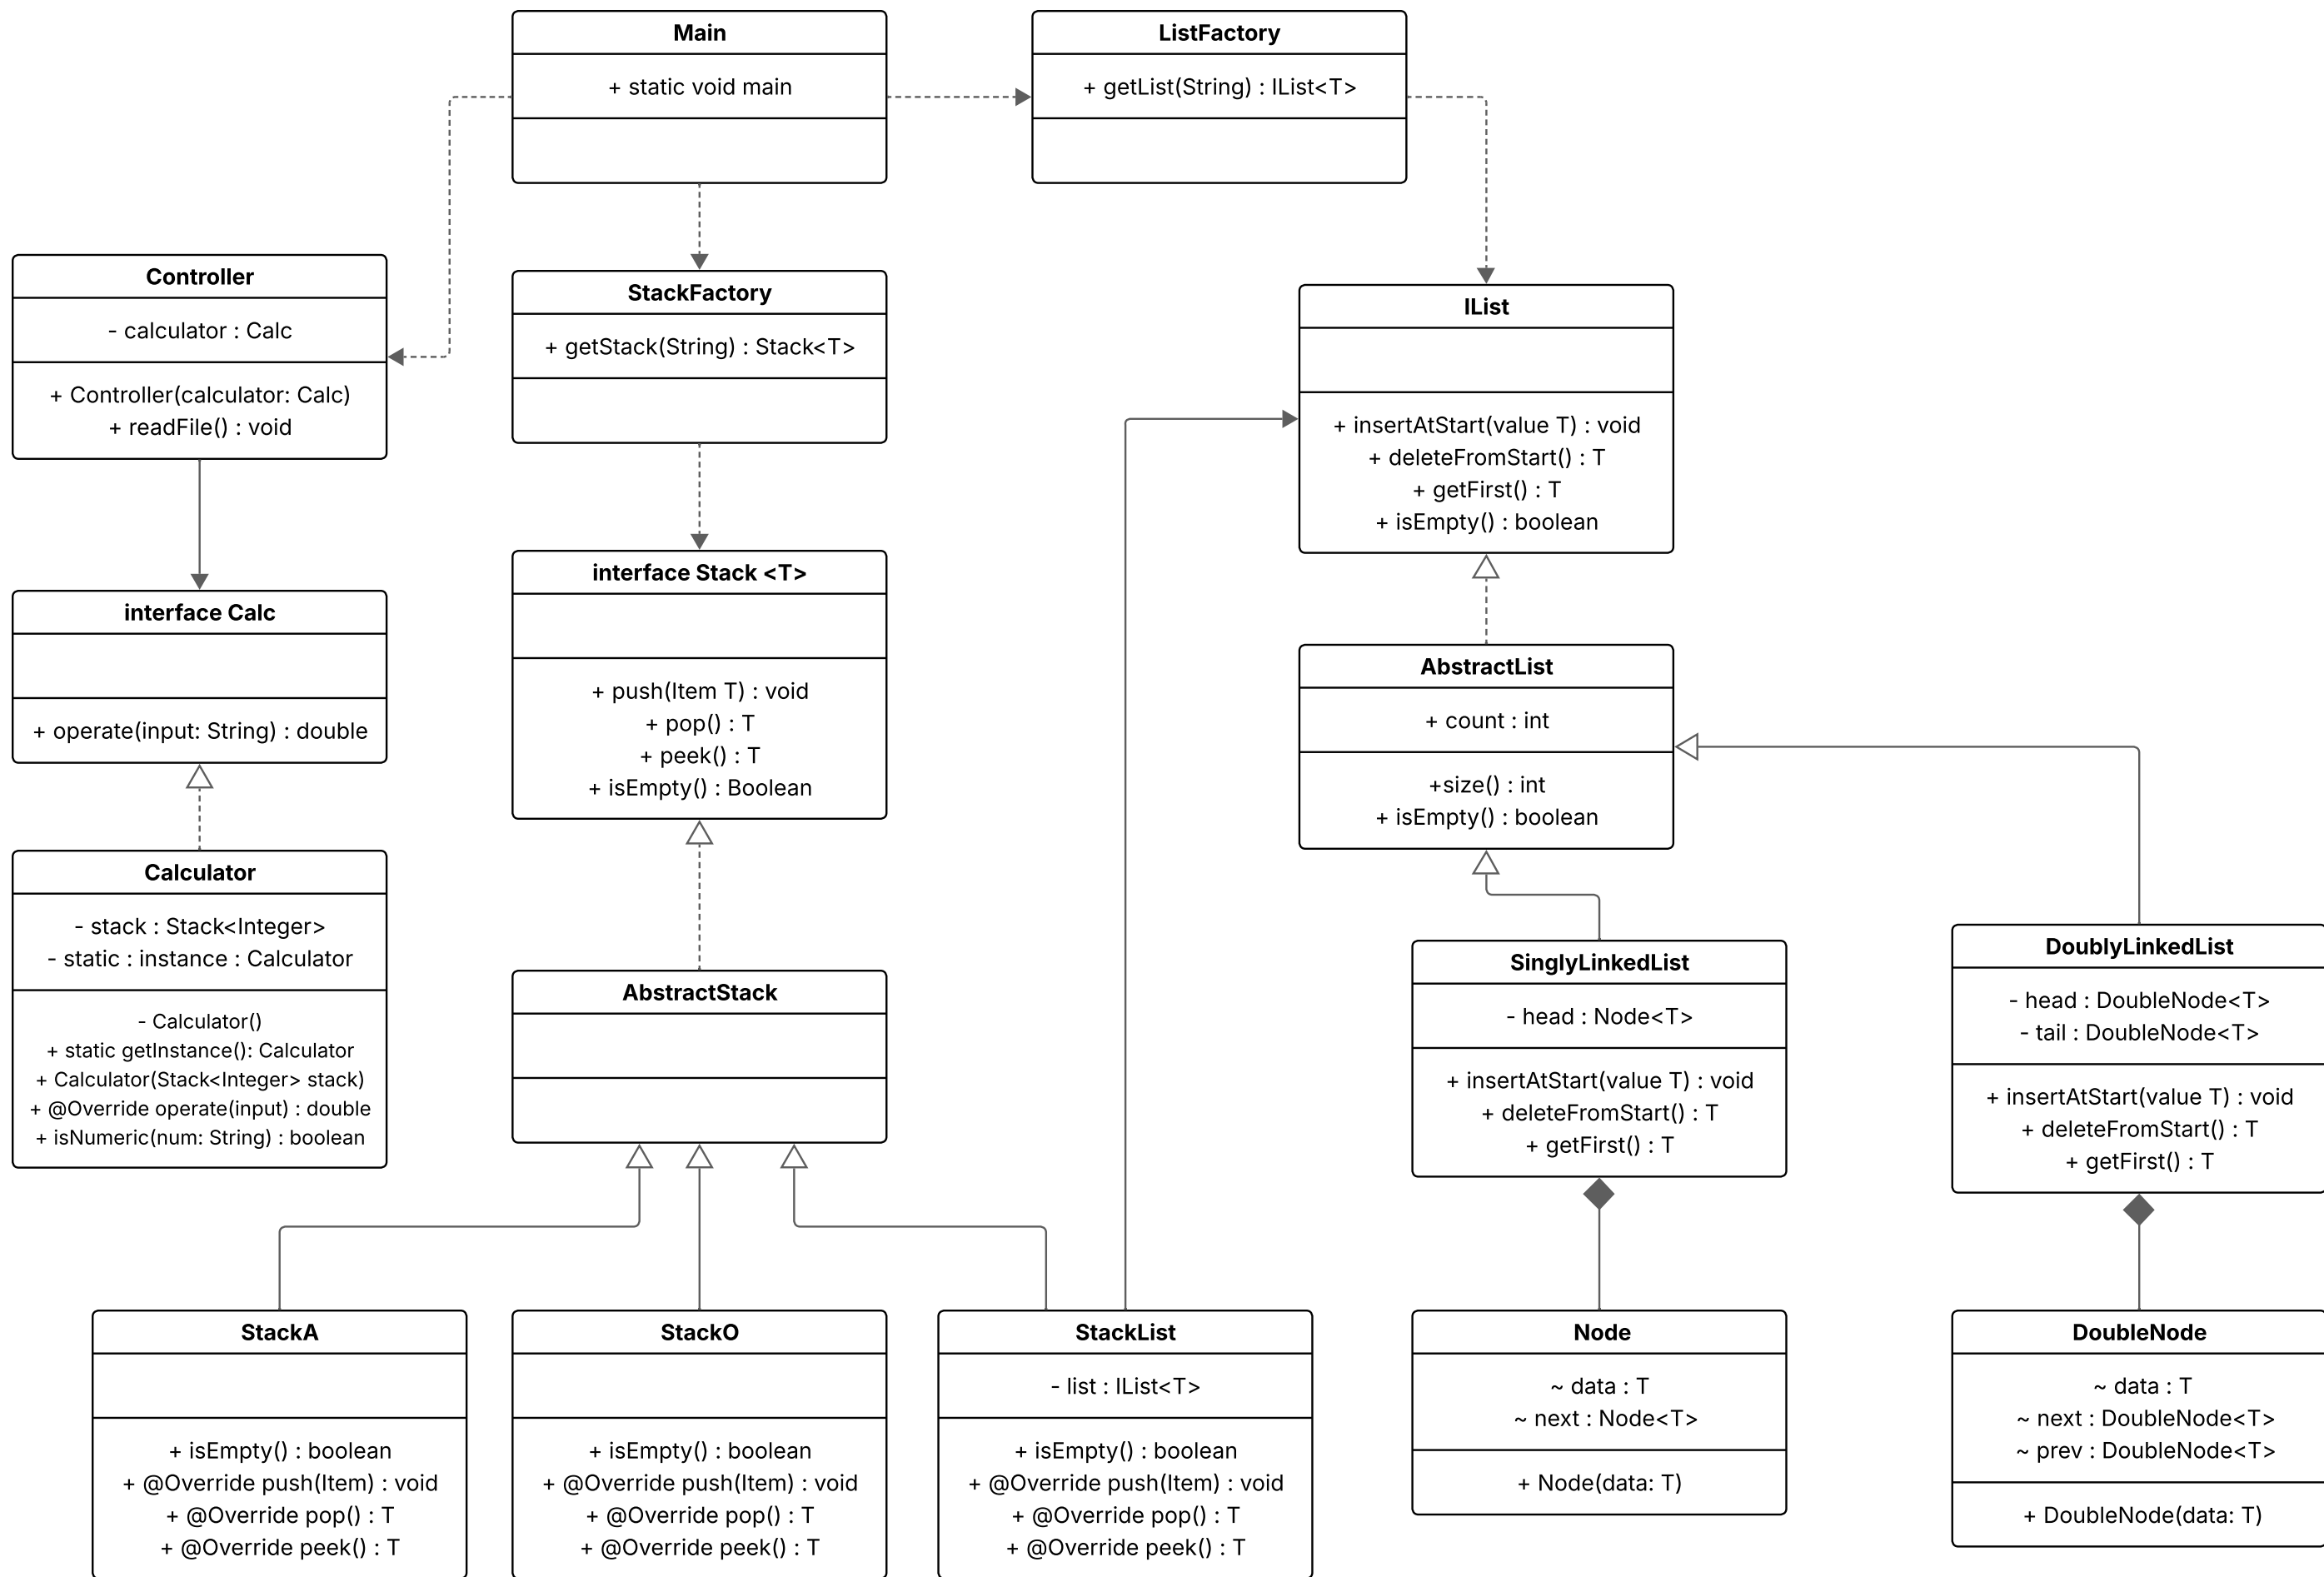 Main
+ static void main
ListFactory
+ getList(String) : IList<T>
Controller
- calculator : Calc
+ Controller(calculator: Calc)
+ readFile() : void
StackFactory
+ getStack(String) : Stack<T>
IList
+ insertAtStart(value T) : void
+ deleteFromStart() : T
+ getFirst() : T
+ isEmpty() : boolean
interface Calc
+ operate(input: String) : double
interface Stack <T>
+ push(Item T) : void
+ pop() : T
+ peek() : T
+ isEmpty() : Boolean
AbstractList
+ count : int
+size() : int
+ isEmpty() : boolean
Calculator
- stack : Stack<Integer>
- static : instance : Calculator
- Calculator()
+ static getInstance(): Calculator
+ Calculator(Stack<Integer> stack)
+ @Override operate(input) : double
+ isNumeric(num: String) : boolean
AbstractStack
SinglyLinkedList
- head : Node<T>
+ insertAtStart(value T) : void
+ deleteFromStart() : T
+ getFirst() : T
DoublyLinkedList
- head : DoubleNode<T>
- tail : DoubleNode<T>
+ insertAtStart(value T) : void
+ deleteFromStart() : T
+ getFirst() : T
StackA
+ isEmpty() : boolean
+ @Override push(Item) : void
+ @Override pop() : T
+ @Override peek() : T
StackO
+ isEmpty() : boolean
+ @Override push(Item) : void
+ @Override pop() : T
+ @Override peek() : T
StackList
- list : IList<T>
+ isEmpty() : boolean
+ @Override push(Item) : void
+ @Override pop() : T
+ @Override peek() : T
Node
~ data : T
~ next : Node<T>
+ Node(data: T)
DoubleNode
~ data : T
~ next : DoubleNode<T>
~ prev : DoubleNode<T>
+ DoubleNode(data: T)